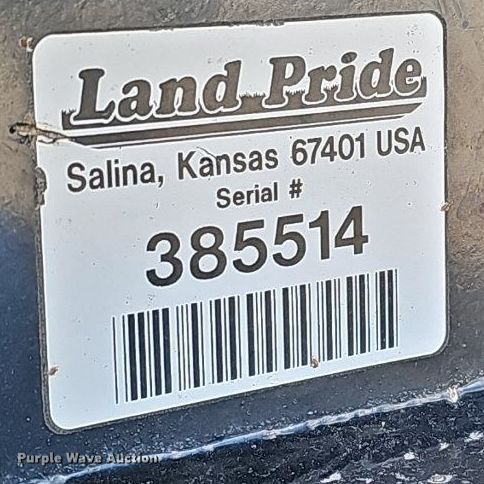 Land Pride
Salina, Kansas 67401 USA
Serial #
385514
Purple Wave Auction